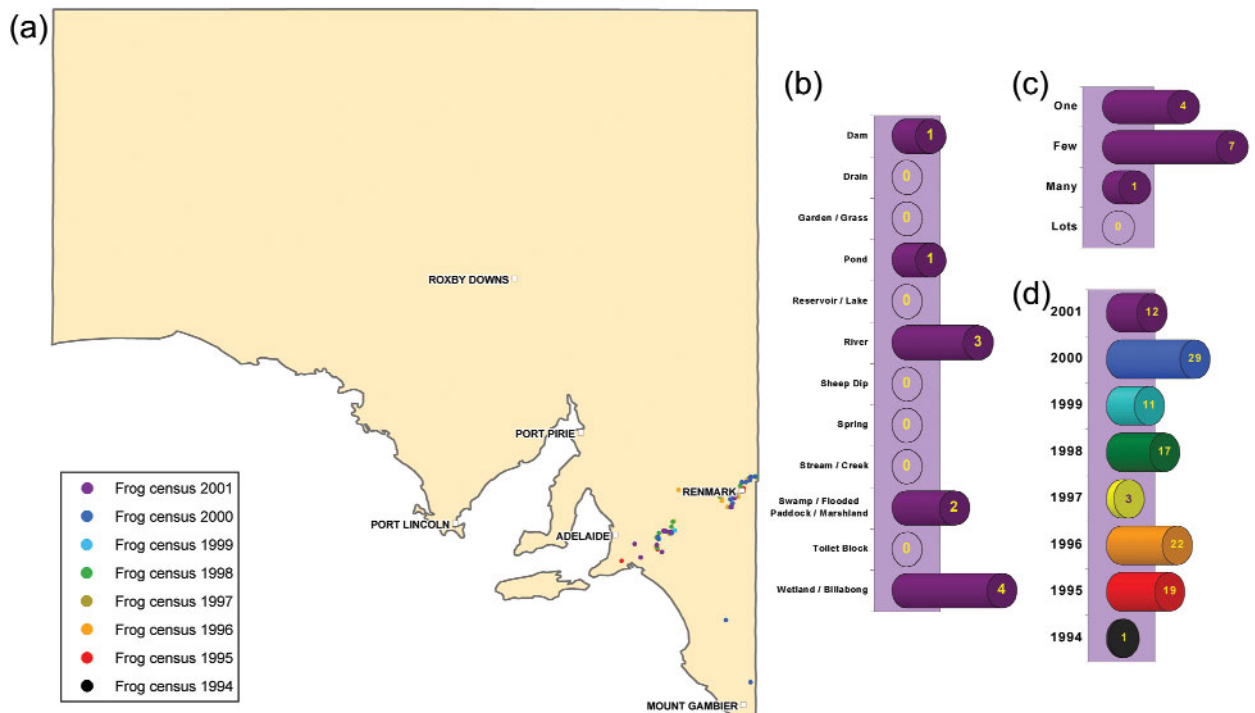 (a)
ROXBY DOWNS
PORT PIRIE
RENMARK
PORT LINCOLN
ADELAIDE
MOUNT GAMBIER
Frog census 2001
Frog census 2000
Frog census 1999
Frog census 1998
Frog census 1997
Frog census 1996
Frog census 1995
Frog census 1994
(b)
Dam 1
Drain 0
Garden / Grass 0
Pond 1
Reservoir / Lake 0
River 3
Sheep Dip 0
Spring 0
Stream / Creek 0
Swamp / Flooded
Paddock / Marshland 2
Toilet Block 0
Wetland / Billabong 4
(c)
One 4
Few 7
Many 1
Lots 0
(d)
2001 12
2000 29
1999 11
1998 17
1997 3
1996 22
1995 19
1994 1